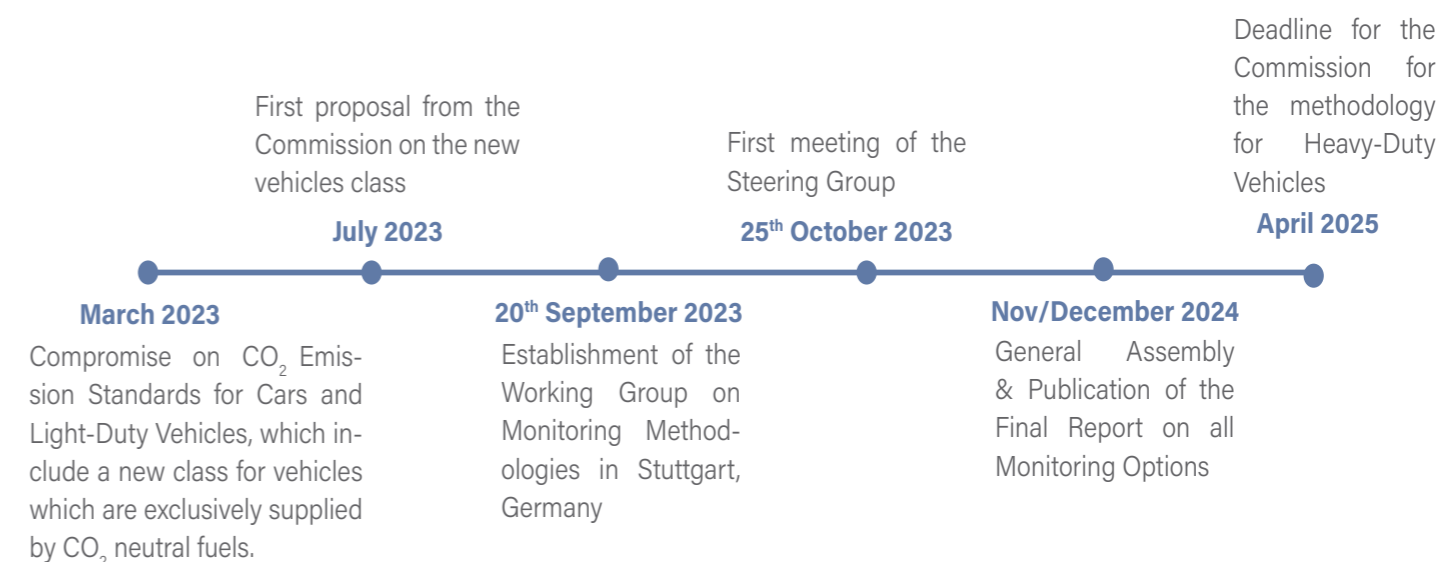 March 2023
Compromise on CO₂ Emis-
sion Standards for Cars and
Light-Duty Vehicles, which in-
clude a new class for vehicles
which are exclusively supplied
by CO₂ neutral fuels.
First proposal from the
Commission on the new
vehicles class
July 2023
20th September 2023
Establishment of the
Working Group on
Monitoring Method-
ologies in Stuttgart,
Germany
First meeting of the
Steering Group
25th October 2023
Nov/December 2024
General Assembly
& Publication of the
Final Report on all
Monitoring Options
Deadline for the
Commission for
the methodology
for Heavy-Duty
Vehicles
April 2025